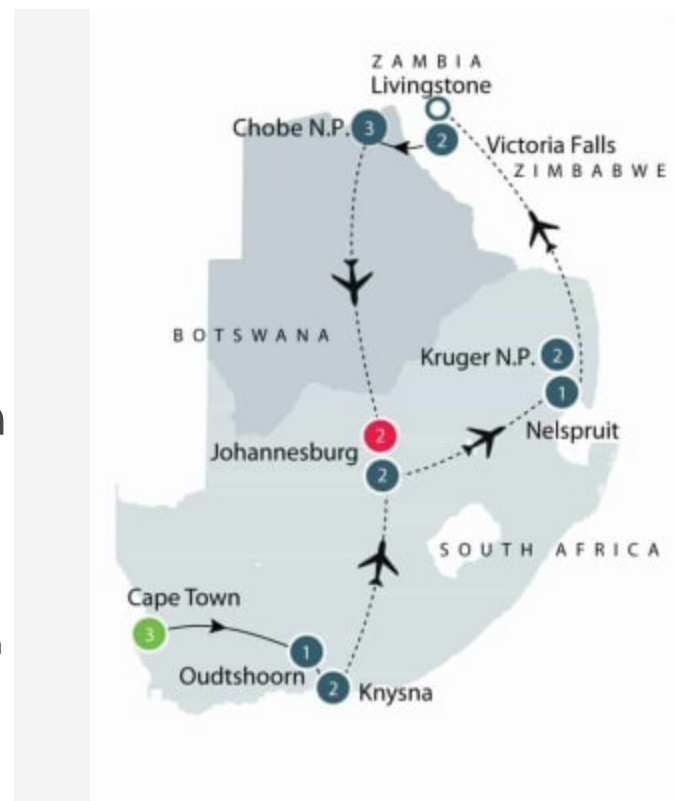 ZAMBIA
Livingstone
Chobe N.P.
3
2
Victoria Falls
ZIMBABWE
BOTSWANA
Kruger N.P.
2
1
Nelspruit
2
Johannesburg
2
SOUTH AFRICA
Cape Town
3
1
Oudtshoorn
2
Knysna